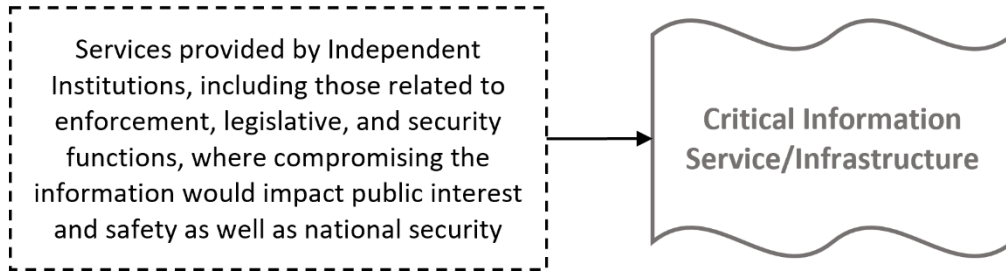 Services provided by Independent
Institutions, including those related to
enforcement, legislative, and security
functions, where compromising the
information would impact public interest
and safety as well as national security
Critical Information
Service/Infrastructure